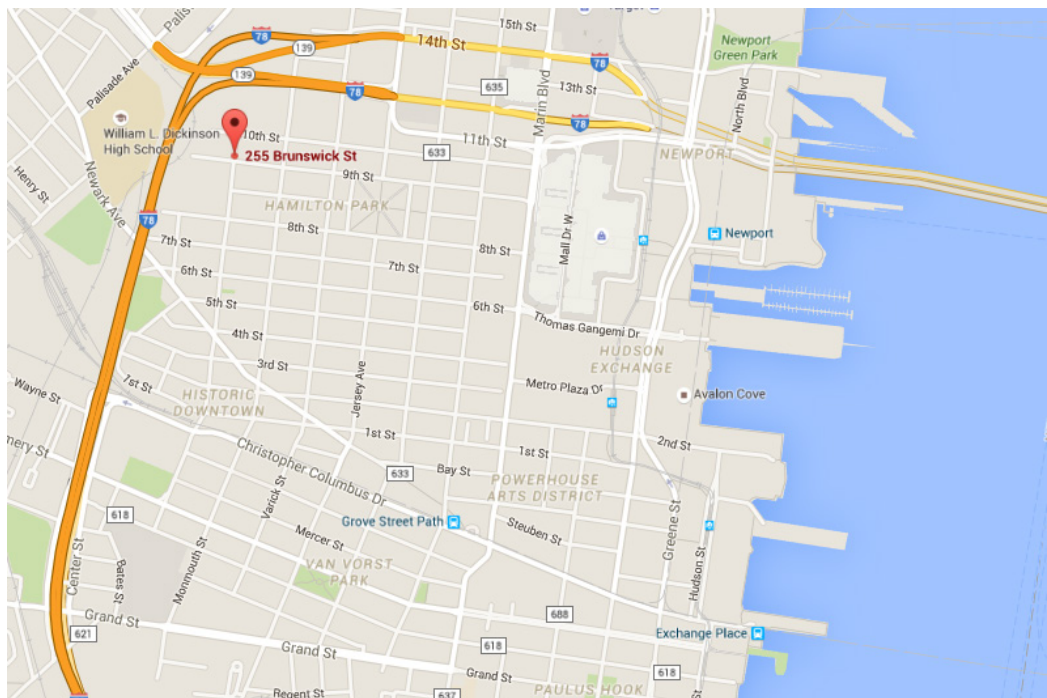 15th St
Newport
Green Park
78
139
14th St
Palisade Ave
139
78
635
13th St
78
78
Marin Blvd
North Blvd
William L. Dickinson
High School
10th St
255 Brunswick St
11th St
633
NEWPORT
9th St
Henry St
Newark Ave
HAMILTON PARK
78
8th St
8th St
Mall Dr W
Newport
7th St
7th St
6th St
5th St
6th St
Thomas Gangemi Dr
4th St
HUDSON
EXCHANGE
3rd St
Jersey Ave
Metro Plaza Dr
Avalon Cove
Wayne St
1st St
HISTORIC
DOWNTOWN
1st St
1st St
2nd St
mery St
Christopher Columbus Dr
633
Bay St
POWERHOUSE
ARTS DISTRICT
618
Varick St
Grove Street Path
Steuben St
Greene St
Mercer St
VAN VORST
PARK
Center St
Bates St
Monmouth St
Hudson St
Grand St
688
621
Exchange Place
618
618
Grand St
Grand St
Regent St
637
PAULUS HOOK
78